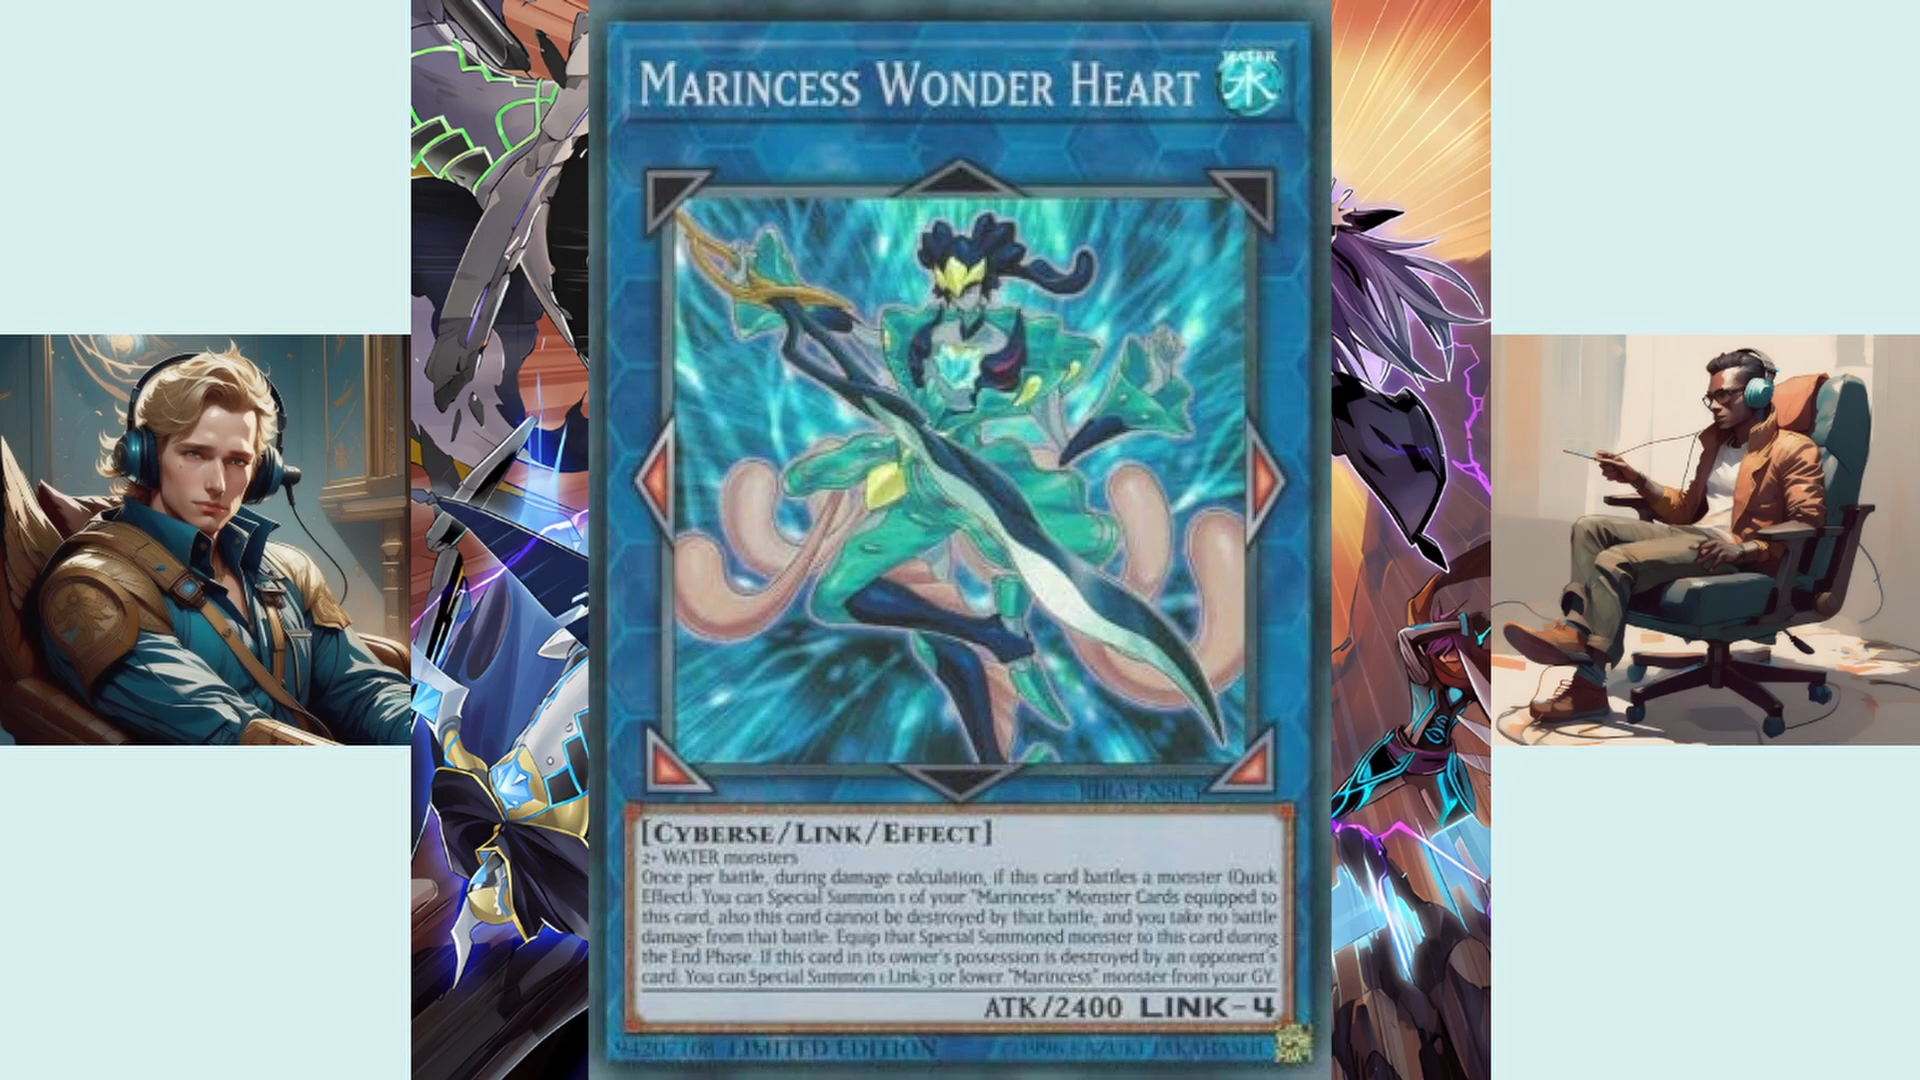 MARINCESS WONDER HEART
WATER
水
[CYBERSE/LINK/EFFECT]
2+ WATER monsters
Once per battle, during damage calculation, if this card battles a monster (Quick
Effect): You can Special Summon 1 of your "Marincess" Monster Cards equipped to
this card, also this card cannot be destroyed by that battle, and you take no battle
damage from that battle. Equip that Special Summoned monster to this card during
the End Phase. If this card in its owner's possession is destroyed by an opponent's
card: You can Special Summon 1 Link-3 or lower "Marincess" monster from your GY.
ATK/2400 LINK-4
94207108 LIMITED EDITION ©1996 KAZUKI TAKAHASHI